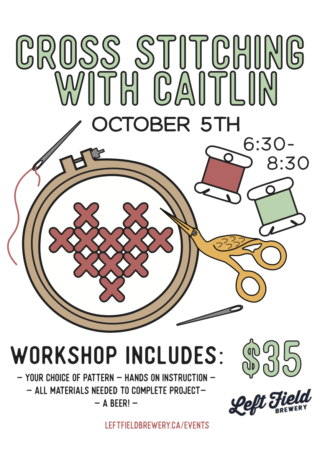 CROSS STITCHING
WITH CAITLIN
OCTOBER 5TH
6:30-
8:30
WORKSHOP INCLUDES:
– YOUR CHOICE OF PATTERN – HANDS ON INSTRUCTION –
– ALL MATERIALS NEEDED TO COMPLETE PROJECT–
– A BEER! –
$35
Left Field
BREWERY
LEFTFIELDBREWERY.CA/EVENTS